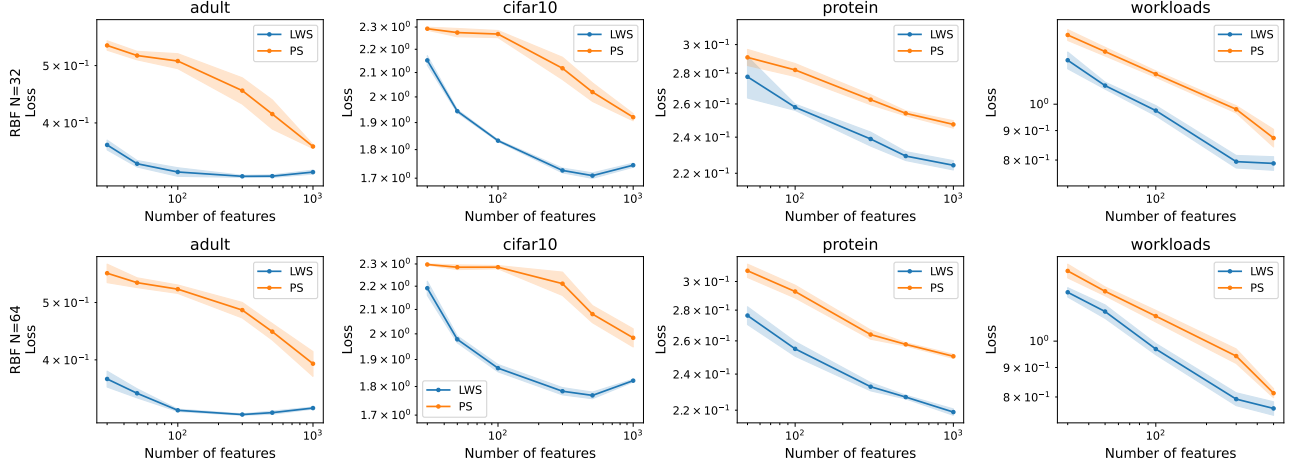 adult
cifar10
protein
workloads
RBF N=32
Loss
5 × 10⁻¹
4 × 10⁻¹
LWS
PS
10²
10³
Number of features
Loss
2.3 × 10⁰
2.2 × 10⁰
2.1 × 10⁰
2 × 10⁰
1.9 × 10⁰
1.8 × 10⁰
1.7 × 10⁰
LWS
PS
10²
10³
Number of features
Loss
3 × 10⁻¹
2.8 × 10⁻¹
2.6 × 10⁻¹
2.4 × 10⁻¹
2.2 × 10⁻¹
LWS
PS
10²
10³
Number of features
Loss
10⁰
9 × 10⁻¹
8 × 10⁻¹
LWS
PS
10²
Number of features
adult
cifar10
protein
workloads
RBF N=64
Loss
5 × 10⁻¹
4 × 10⁻¹
LWS
PS
10²
10³
Number of features
Loss
2.3 × 10⁰
2.2 × 10⁰
2.1 × 10⁰
2 × 10⁰
1.9 × 10⁰
1.8 × 10⁰
1.7 × 10⁰
LWS
PS
10²
10³
Number of features
Loss
3 × 10⁻¹
2.8 × 10⁻¹
2.6 × 10⁻¹
2.4 × 10⁻¹
2.2 × 10⁻¹
LWS
PS
10²
10³
Number of features
Loss
10⁰
9 × 10⁻¹
8 × 10⁻¹
LWS
PS
10²
Number of features